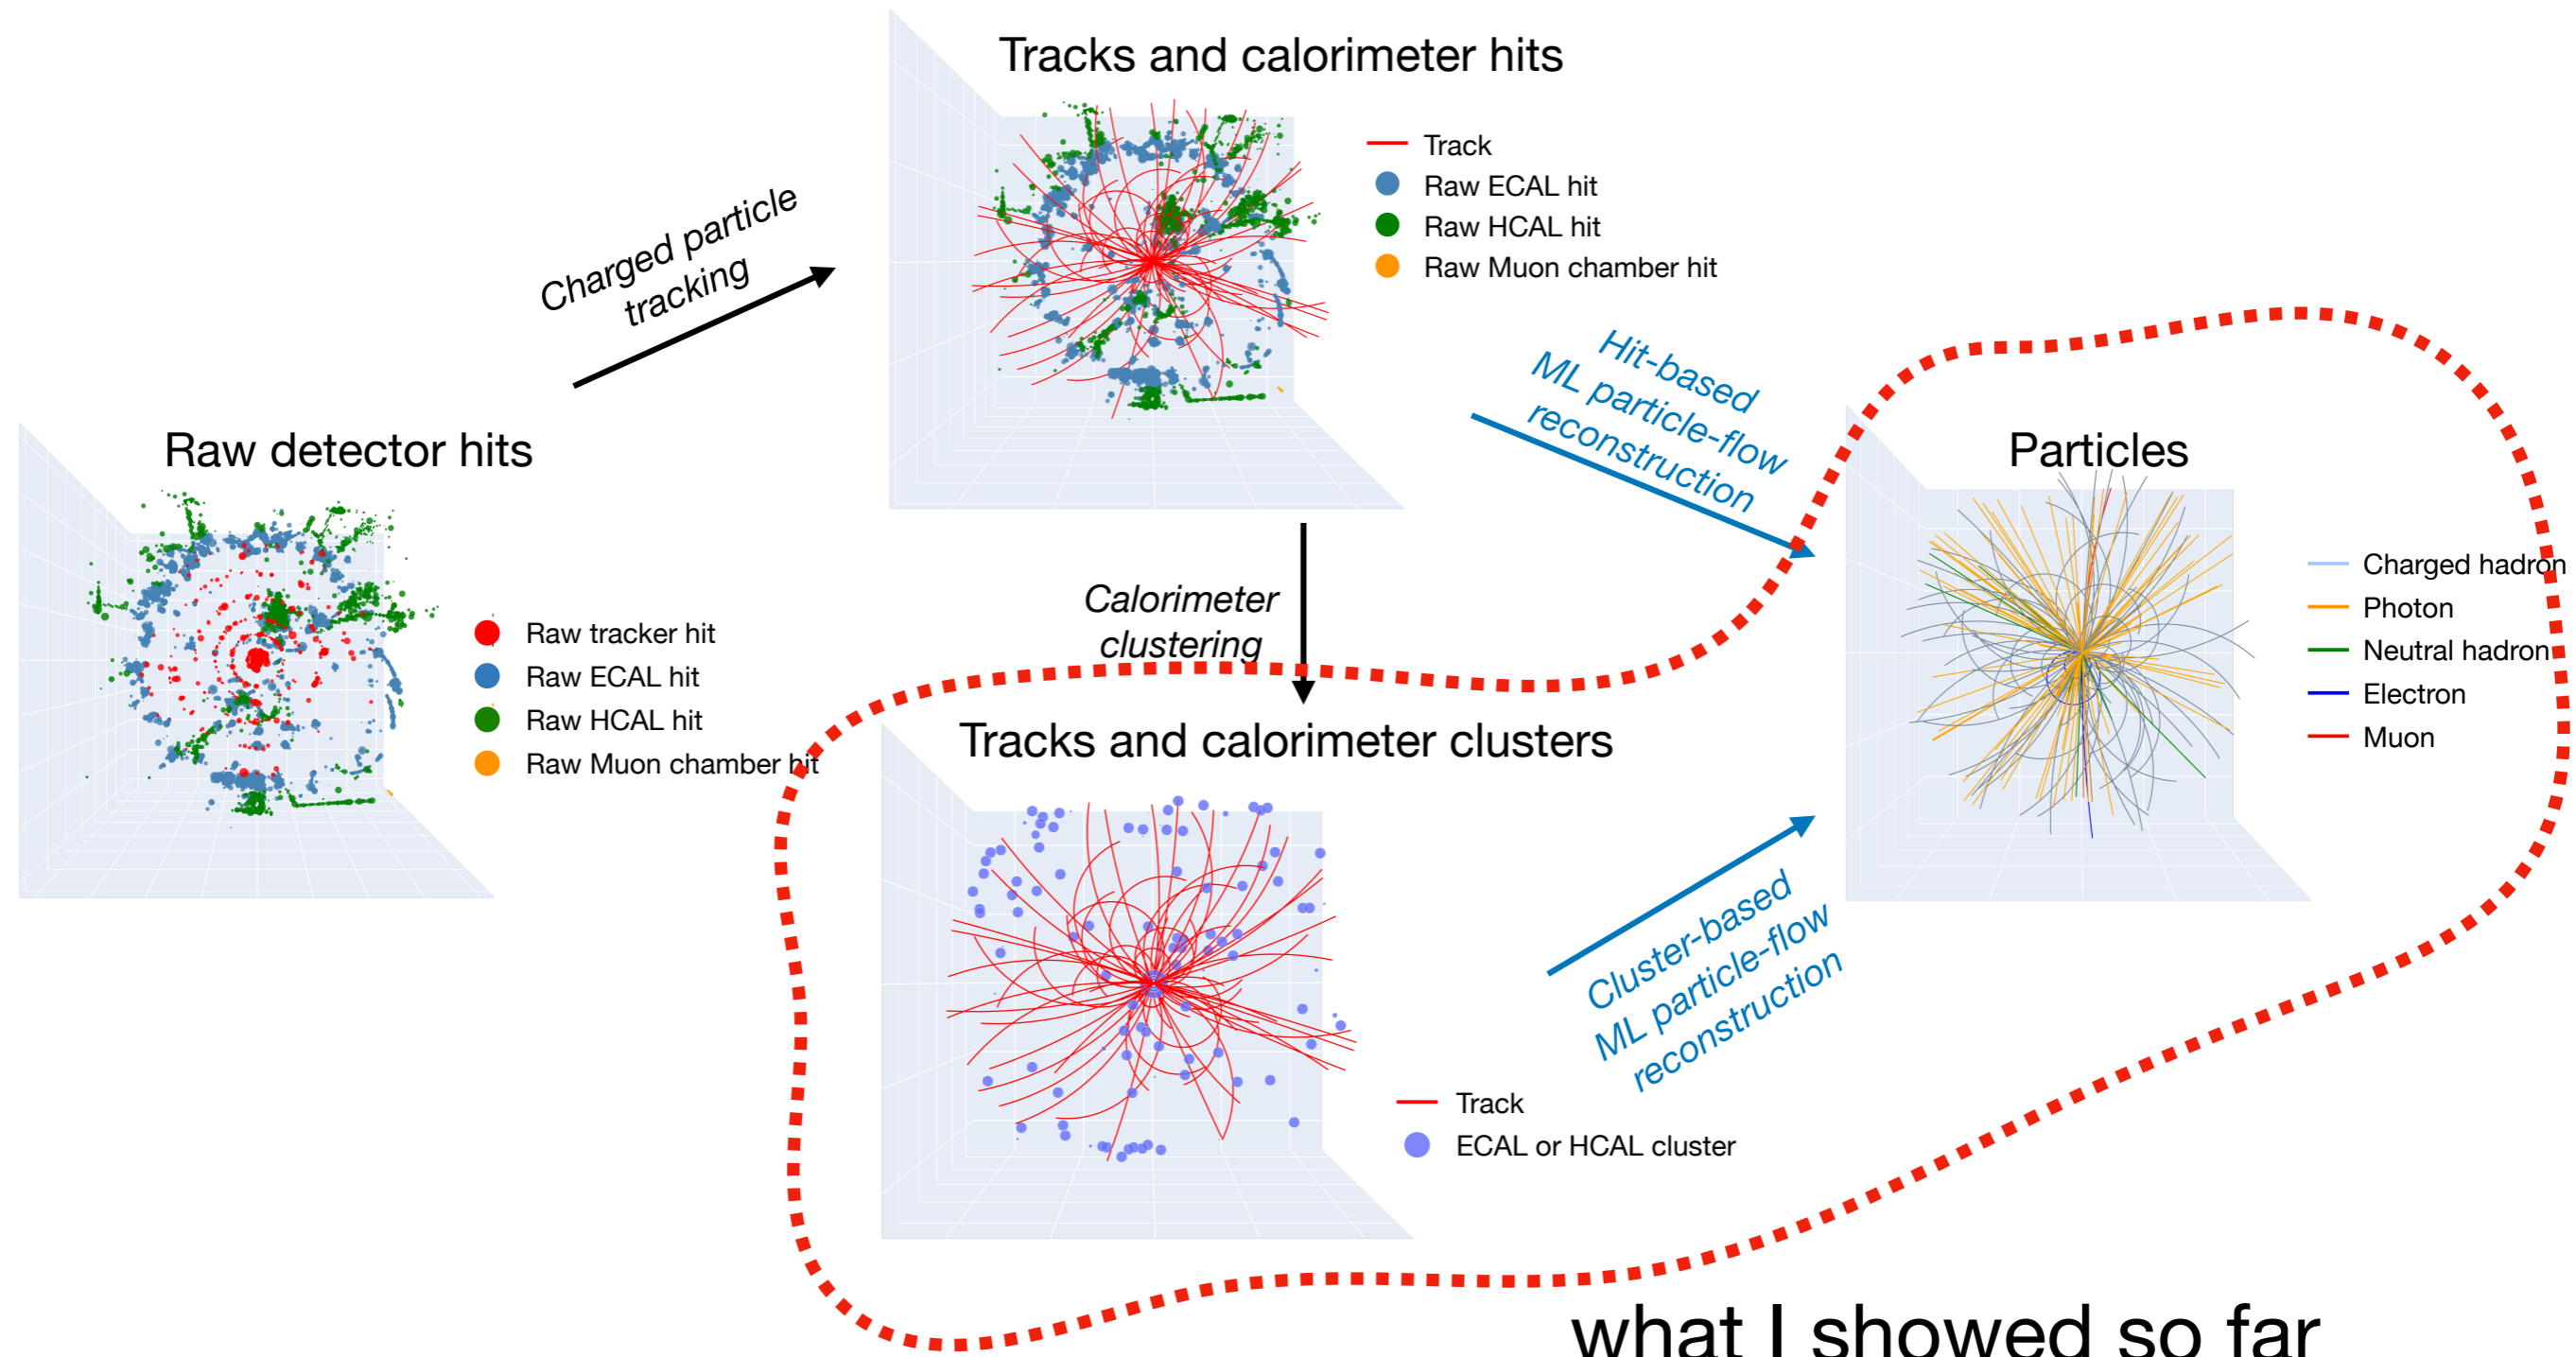 Tracks and calorimeter hits
Track
Raw ECAL hit
Raw HCAL hit
Raw Muon chamber hit
Charged particle
tracking
Hit-based
ML particle-flow
reconstruction
Raw detector hits
Raw tracker hit
Raw ECAL hit
Raw HCAL hit
Raw Muon chamber hit
Calorimeter
clustering
Particles
Charged hadron
Photon
Neutral hadron
Electron
Muon
Tracks and calorimeter clusters
Cluster-based
ML particle-flow
reconstruction
Track
ECAL or HCAL cluster
what I showed so far